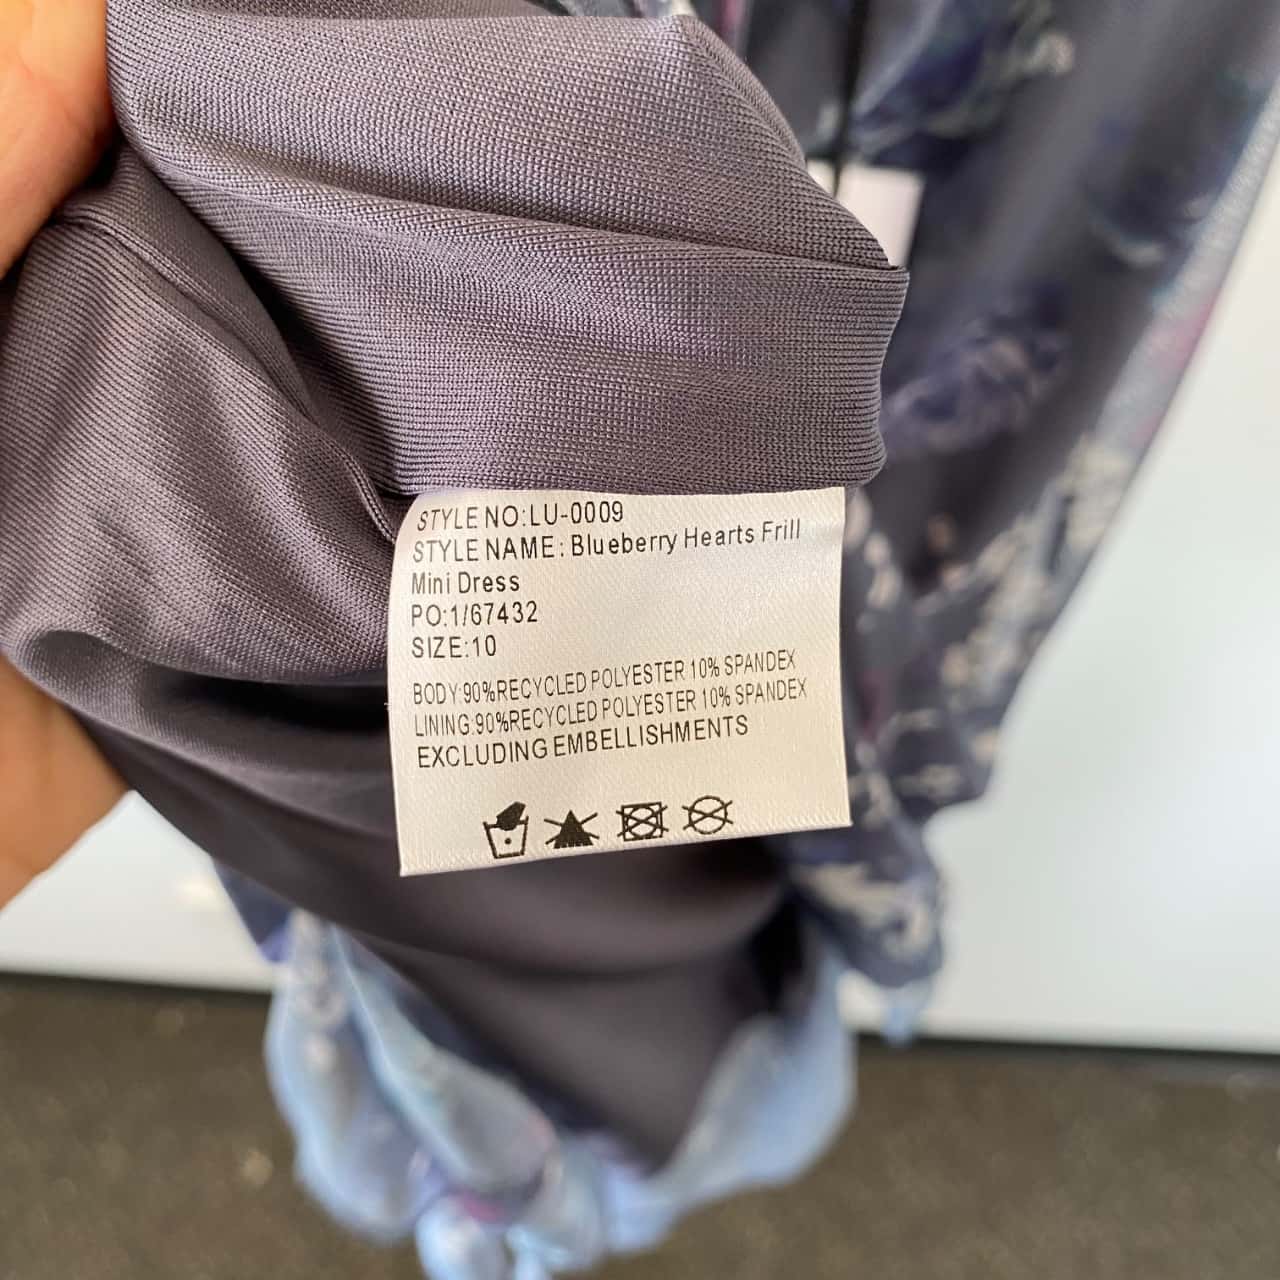 STYLE NO:LU-0009
STYLE NAME: Blueberry Hearts Frill
Mini Dress
PO:1/67432
SIZE:10
BODY:90%RECYCLED POLYESTER 10% SPANDEX
LINING:90%RECYCLED POLYESTER 10% SPANDEX
EXCLUDING EMBELLISHMENTS